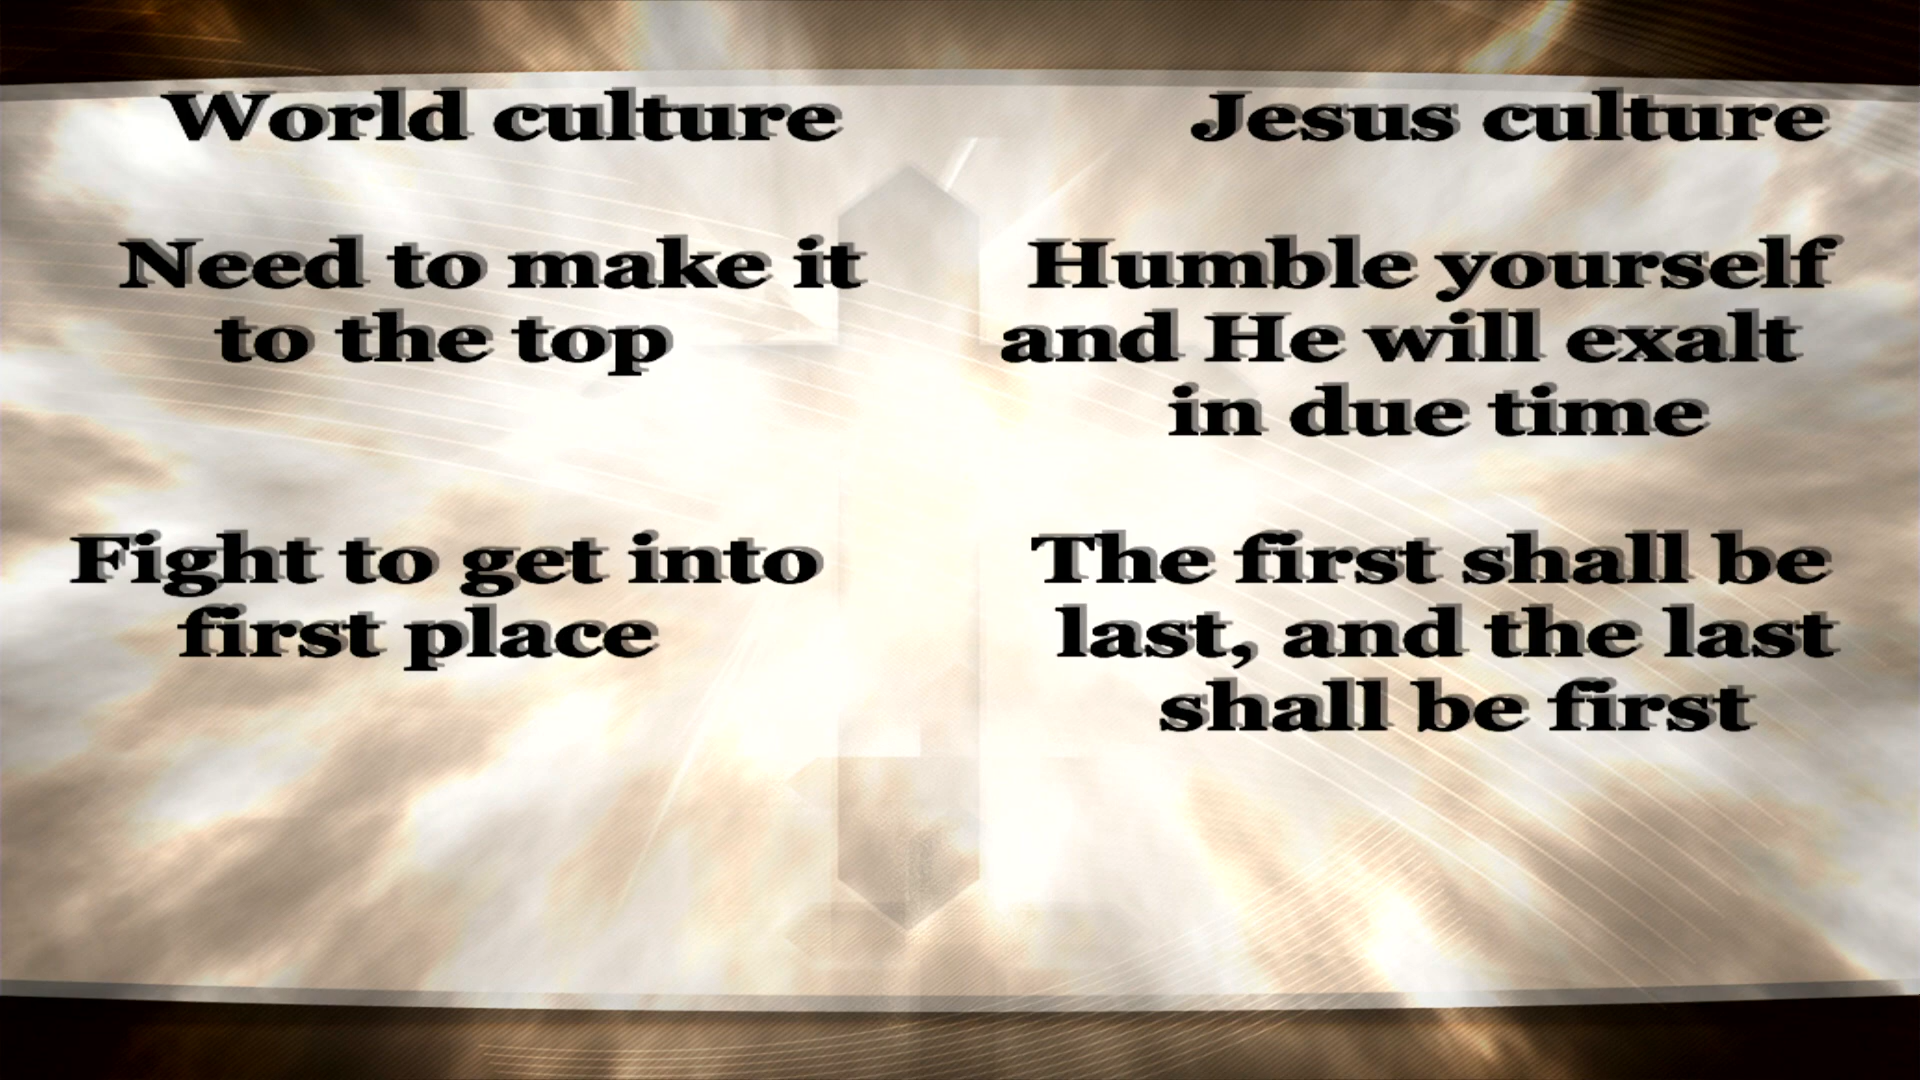 World culture
Jesus culture
Need to make it
to the top
Humble yourself
and He will exalt
in due time
Fight to get into
first place
The first shall be
last, and the last
shall be first